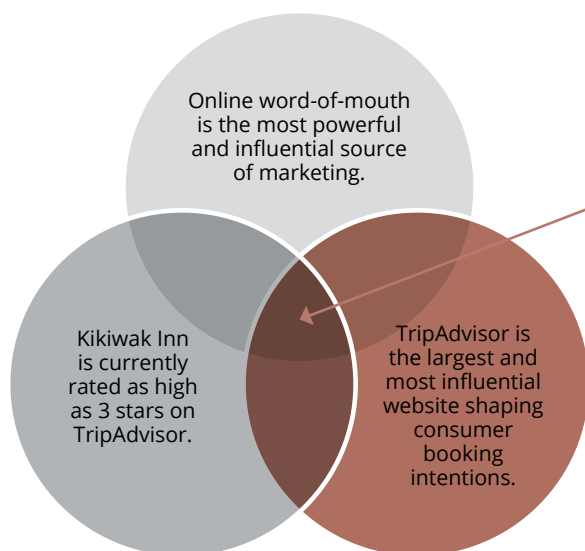 Online word-of-mouth
is the most powerful
and influential source
of marketing.
Kikiwak Inn
is currently
rated as high
as 3 stars on
TripAdvisor.
TripAdvisor is
the largest and
most influential
website shaping
consumer
booking
intentions.